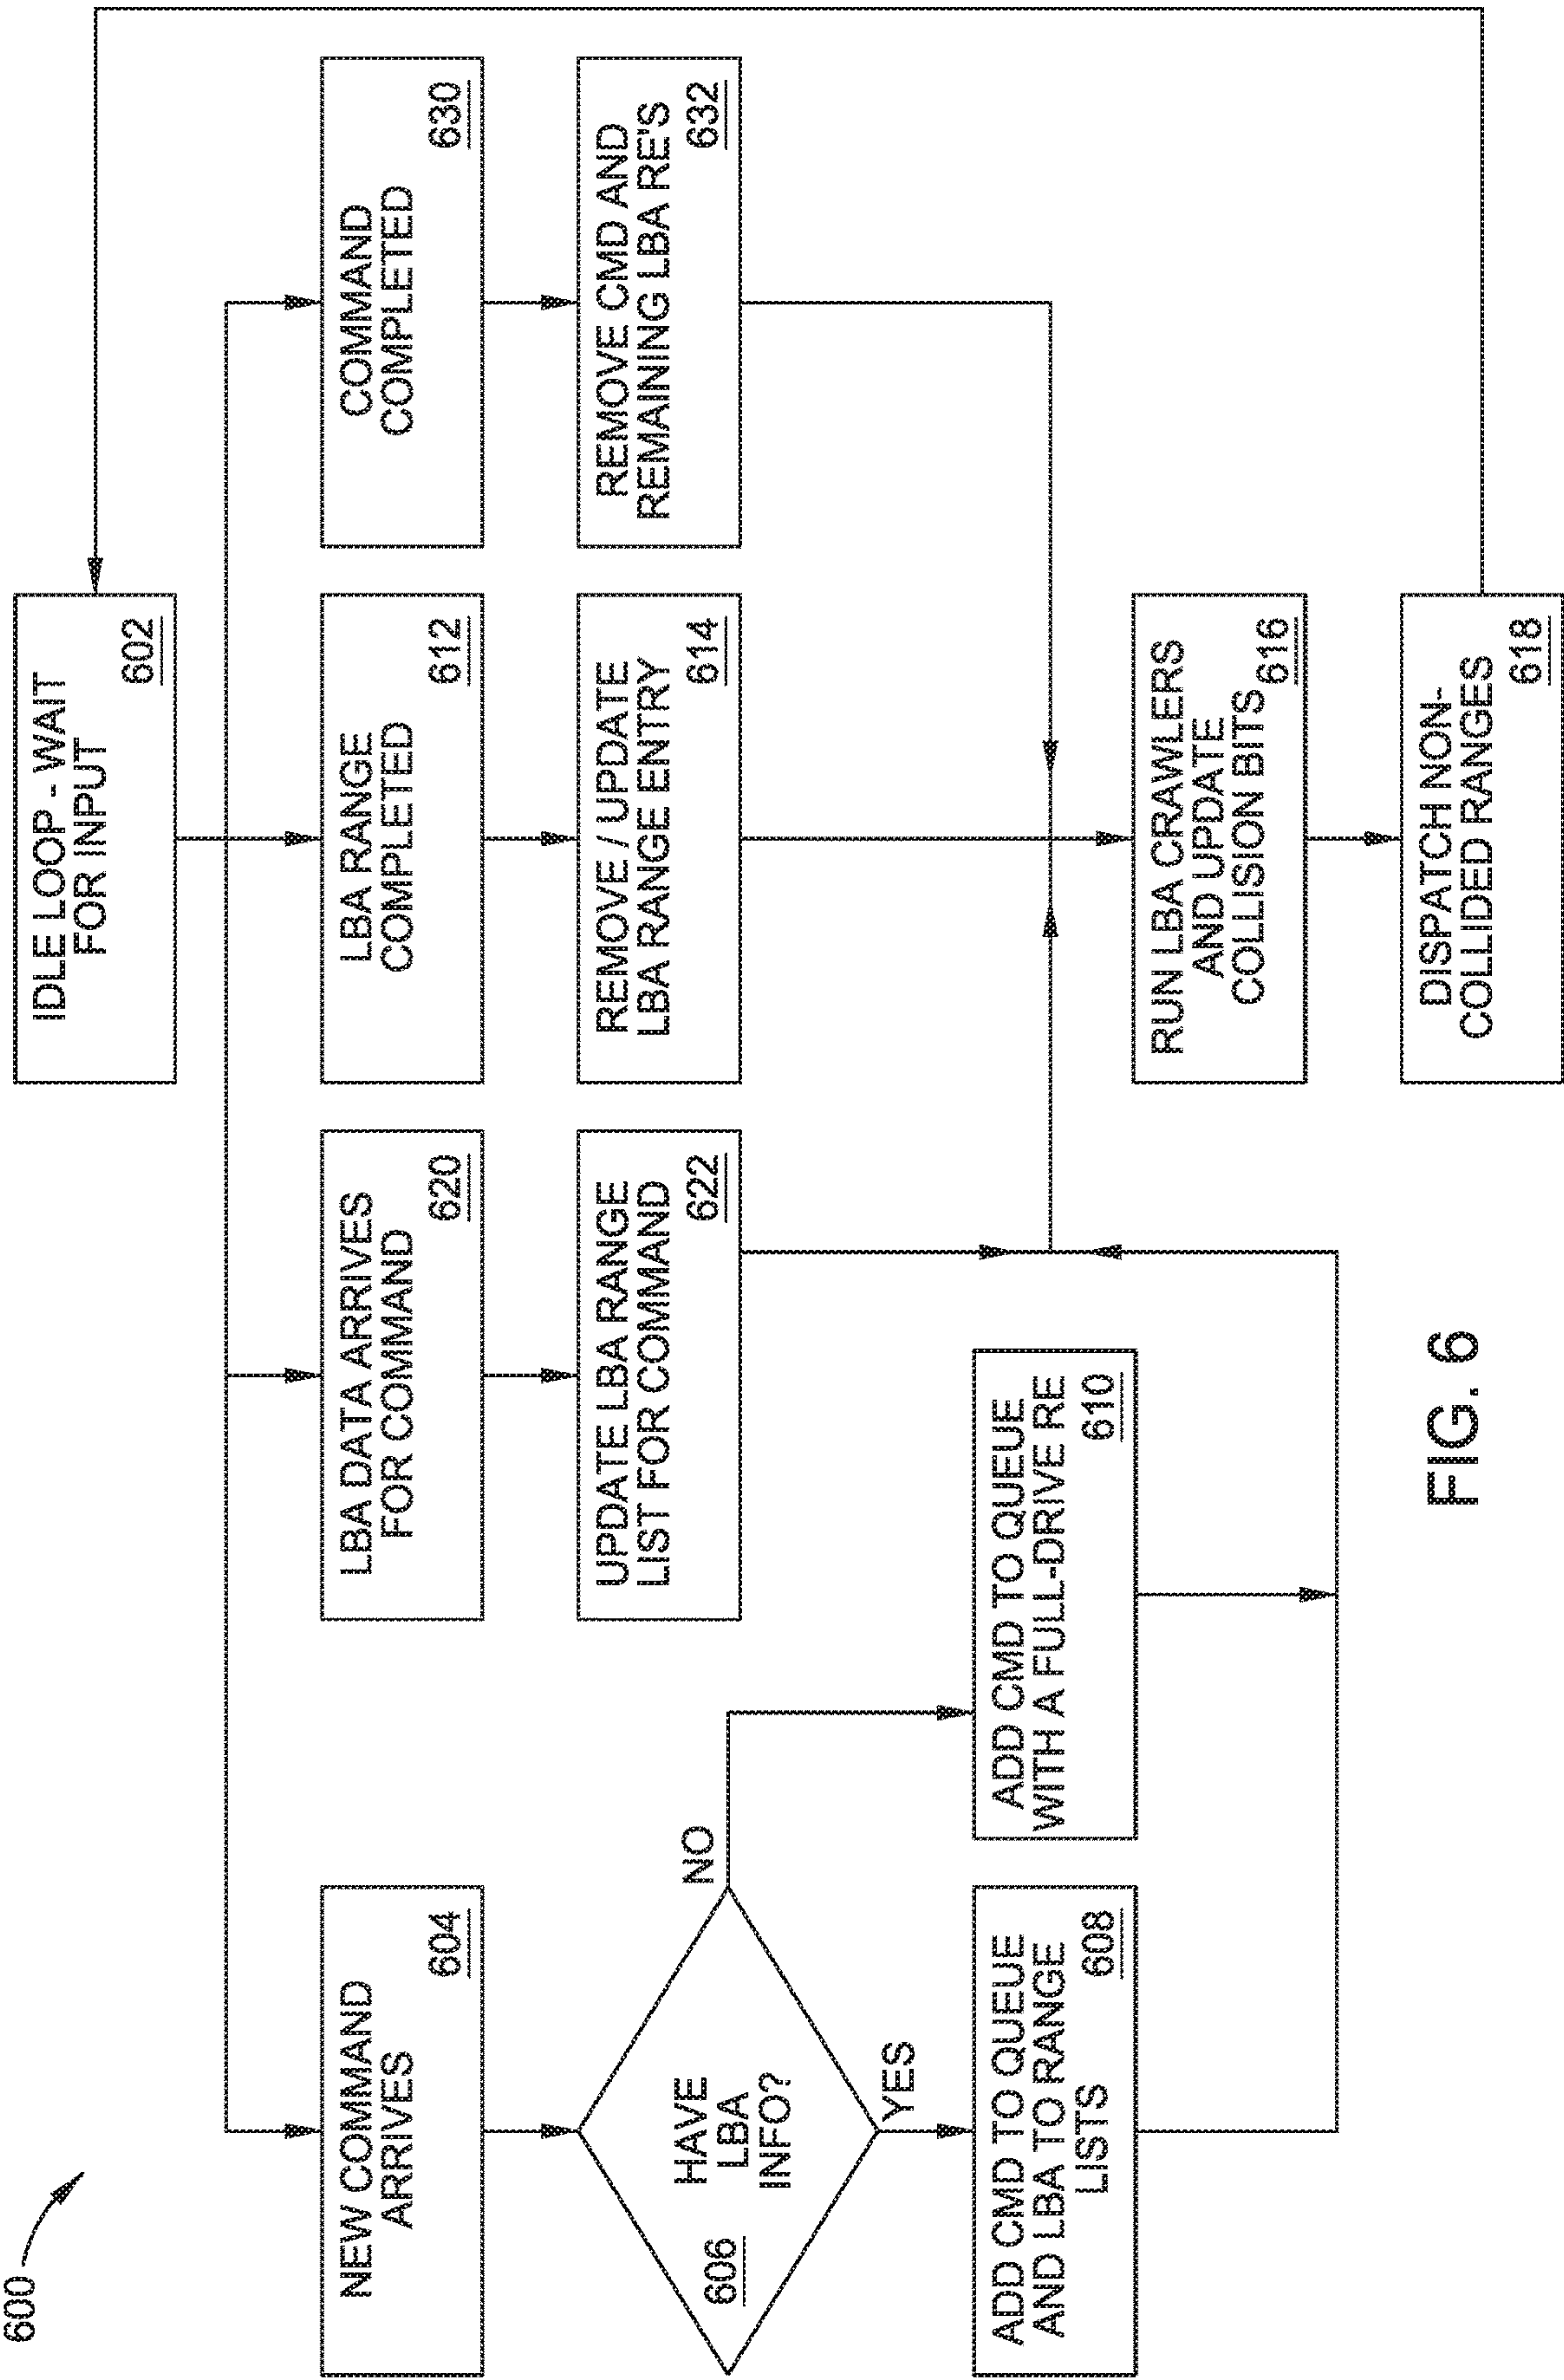 600
IDLE LOOP - WAIT
FOR INPUT
602
NEW COMMAND
ARRIVES
604
LBA DATA ARRIVES
FOR COMMAND
620
LBA RANGE
COMPLETED
612
COMMAND
COMPLETED
630
HAVE
LBA
INFO?
606
NO
YES
UPDATE LBA RANGE
LIST FOR COMMAND
622
REMOVE / UPDATE
LBA RANGE ENTRY
614
REMOVE CMD AND
REMAINING LBA RE'S
632
ADD CMD TO QUEUE
AND LBA TO RANGE
LISTS
608
ADD CMD TO QUEUE
WITH A FULL-DRIVE RE
610
RUN LBA CRAWLERS
AND UPDATE
COLLISION BITS
616
DISPATCH NON-
COLLIDED RANGES
618
FIG. 6